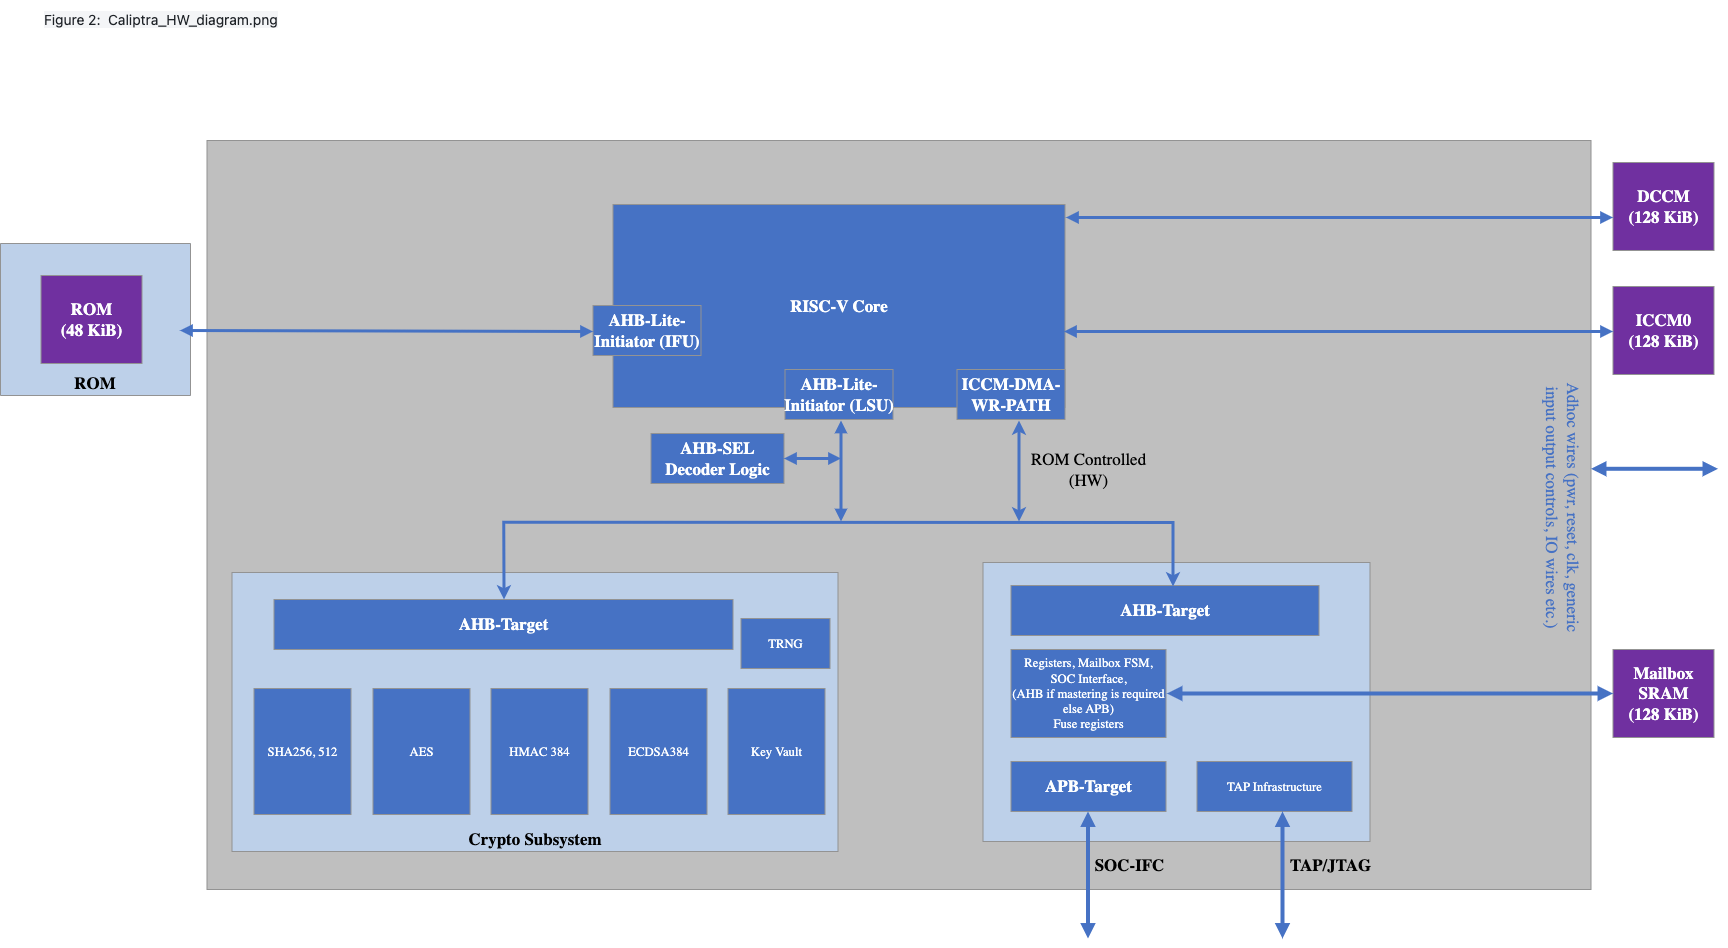 Figure 2: Caliptra_HW_diagram.png
DCCM
(128 KiB)
ROM
(48 KiB)
ROM
AHB-Lite-
Initiator (IFU)
RISC-V Core
ICCM0
(128 KiB)
AHB-Lite-
Initiator (LSU)
ICCM-DMA-
WR-PATH
AHB-SEL
Decoder Logic
ROM Controlled
(HW)
Adhoc wires (pwr, reset, clk, generic
input output controls, IO wires etc.)
AHB-Target
TRNG
SHA256, 512
AES
HMAC 384
ECDSA384
Key Vault
Crypto Subsystem
AHB-Target
Registers, Mailbox FSM,
SOC Interface,
(AHB if mastering is required
else APB)
Fuse registers
Mailbox
SRAM
(128 KiB)
APB-Target
TAP Infrastructure
SOC-IFC
TAP/JTAG